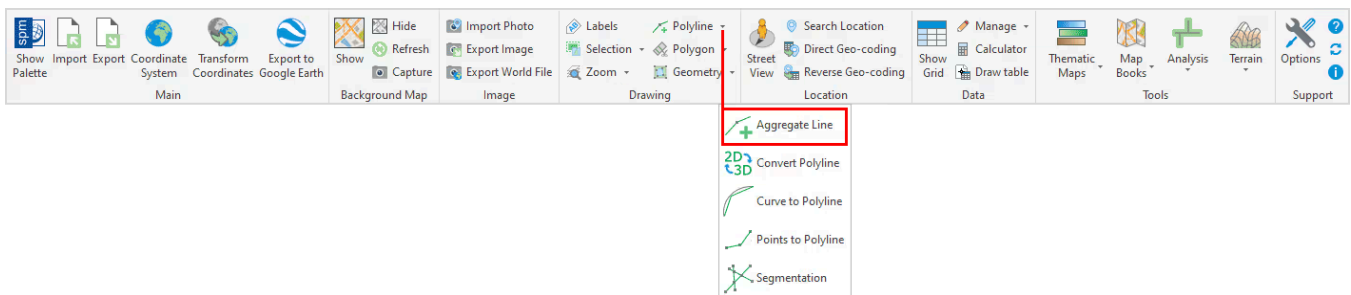 spm
Show Palette
Import
Export
Coordinate System
Transform Coordinates
Export to Google Earth
Main
Show
Hide
Refresh
Capture
Background Map
Import Photo
Export Image
Export World File
Image
Labels
Selection
Zoom
Polyline
Polygon
Geometry
Drawing
Street View
Search Location
Direct Geo-coding
Reverse Geo-coding
Location
Show Grid
Manage
Calculator
Draw table
Data
Thematic Maps
Map Books
Analysis
Terrain
Tools
Options
?
i
Support
Aggregate Line
2D
3D
Convert Polyline
Curve to Polyline
Points to Polyline
Segmentation